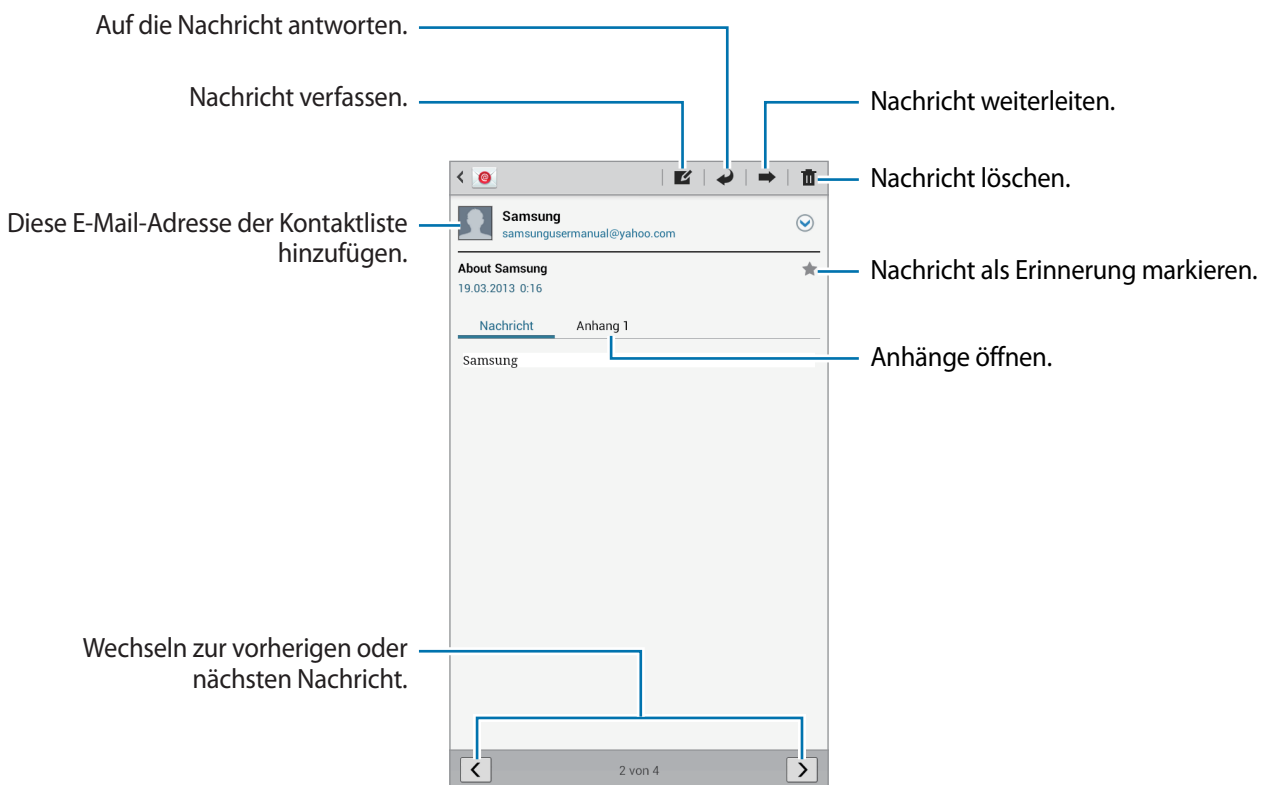 Auf die Nachricht antworten.
Nachricht verfassen.
Nachricht weiterleiten.
Nachricht löschen.
Diese E-Mail-Adresse der Kontaktliste
hinzufügen.
Samsung
samsungusermanual@yahoo.com
About Samsung
19.03.2013 0:16
Nachricht als Erinnerung markieren.
Nachricht
Anhang 1
Anhänge öffnen.
Samsung
Wechseln zur vorherigen oder
nächsten Nachricht.
2 von 4